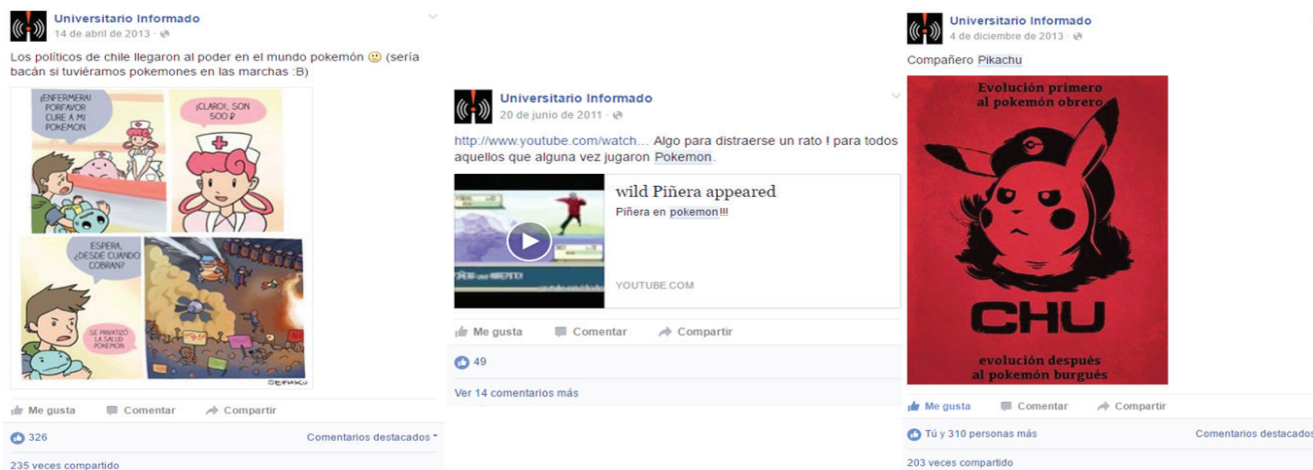 Universitario Informado
14 de abril de 2013
Los políticos de chile llegaron al poder en el mundo pokemón (sería
bacán si tuviéramos pokemones en las marchas :B)
¡ENFERMERA!
PORFAVOR
CURE A MI
POKEMON
¡CLARO!, SON
500 ₽
ESPERA,
¿DESDE CUANDO
COBRAN?
SE PRIVATIZÓ
LA SALUD
POKEMON
Me gusta Comentar Compartir
326 Comentarios destacados
235 veces compartido
Universitario Informado
20 de junio de 2011
http://www.youtube.com/watch… Algo para distraerse un rato ! para todos
aquellos que alguna vez jugaron Pokemon.
wild Piñera appeared
Piñera en pokemon!!!
YOUTUBE.COM
Me gusta Comentar Compartir
49
Ver 14 comentarios más
Universitario Informado
4 de diciembre de 2013
Compañero Pikachu
Evolución primero
al pokemón obrero
CHU
evolución después
al pokemón burgués
Me gusta Comentar Compartir
Tú y 310 personas más Comentarios destacados
203 veces compartido